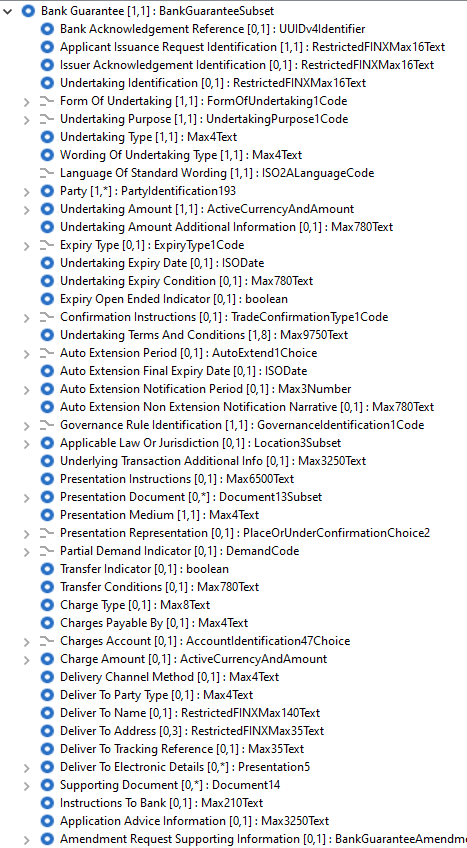 Bank Guarantee [1,1] : BankGuaranteeSubset
Bank Acknowledgement Reference [0,1] : UUIDv4Identifier
Applicant Issuance Request Identification [1,1] : RestrictedFINXMax16Text
Issuer Acknowledgement Identification [0,1] : RestrictedFINXMax16Text
Undertaking Identification [0,1] : RestrictedFINXMax16Text
Form Of Undertaking [1,1] : FormOfUndertaking1Code
Undertaking Purpose [1,1] : UndertakingPurpose1Code
Undertaking Type [1,1] : Max4Text
Wording Of Undertaking Type [1,1] : Max4Text
Language Of Standard Wording [1,1] : ISO2ALanguageCode
Party [1,*] : PartyIdentification193
Undertaking Amount [1,1] : ActiveCurrencyAndAmount
Undertaking Amount Additional Information [0,1] : Max780Text
Expiry Type [0,1] : ExpiryType1Code
Undertaking Expiry Date [0,1] : ISODate
Undertaking Expiry Condition [0,1] : Max780Text
Expiry Open Ended Indicator [0,1] : boolean
Confirmation Instructions [0,1] : TradeConfirmationType1Code
Undertaking Terms And Conditions [1,8] : Max9750Text
Auto Extension Period [0,1] : AutoExtend1Choice
Auto Extension Final Expiry Date [0,1] : ISODate
Auto Extension Notification Period [0,1] : Max3Number
Auto Extension Non Extension Notification Narrative [0,1] : Max780Text
Governance Rule Identification [1,1] : GovernanceIdentification1Code
Applicable Law Or Jurisdiction [0,1] : Location3Subset
Underlying Transaction Additional Info [0,1] : Max3250Text
Presentation Instructions [0,1] : Max6500Text
Presentation Document [0,*] : Document13Subset
Presentation Medium [1,1] : Max4Text
Presentation Representation [0,1] : PlaceOrUnderConfirmationChoice2
Partial Demand Indicator [0,1] : DemandCode
Transfer Indicator [0,1] : boolean
Transfer Conditions [0,1] : Max780Text
Charge Type [0,1] : Max8Text
Charges Payable By [0,1] : Max4Text
Charges Account [0,1] : AccountIdentification47Choice
Charge Amount [0,1] : ActiveCurrencyAndAmount
Delivery Channel Method [0,1] : Max4Text
Deliver To Party Type [0,1] : Max4Text
Deliver To Name [0,1] : RestrictedFINXMax140Text
Deliver To Address [0,3] : RestrictedFINXMax35Text
Deliver To Tracking Reference [0,1] : Max35Text
Deliver To Electronic Details [0,*] : Presentation5
Supporting Document [0,*] : Document14
Instructions To Bank [0,1] : Max210Text
Application Advice Information [0,1] : Max3250Text
Amendment Request Supporting Information [0,1] : BankGuaranteeAmendm